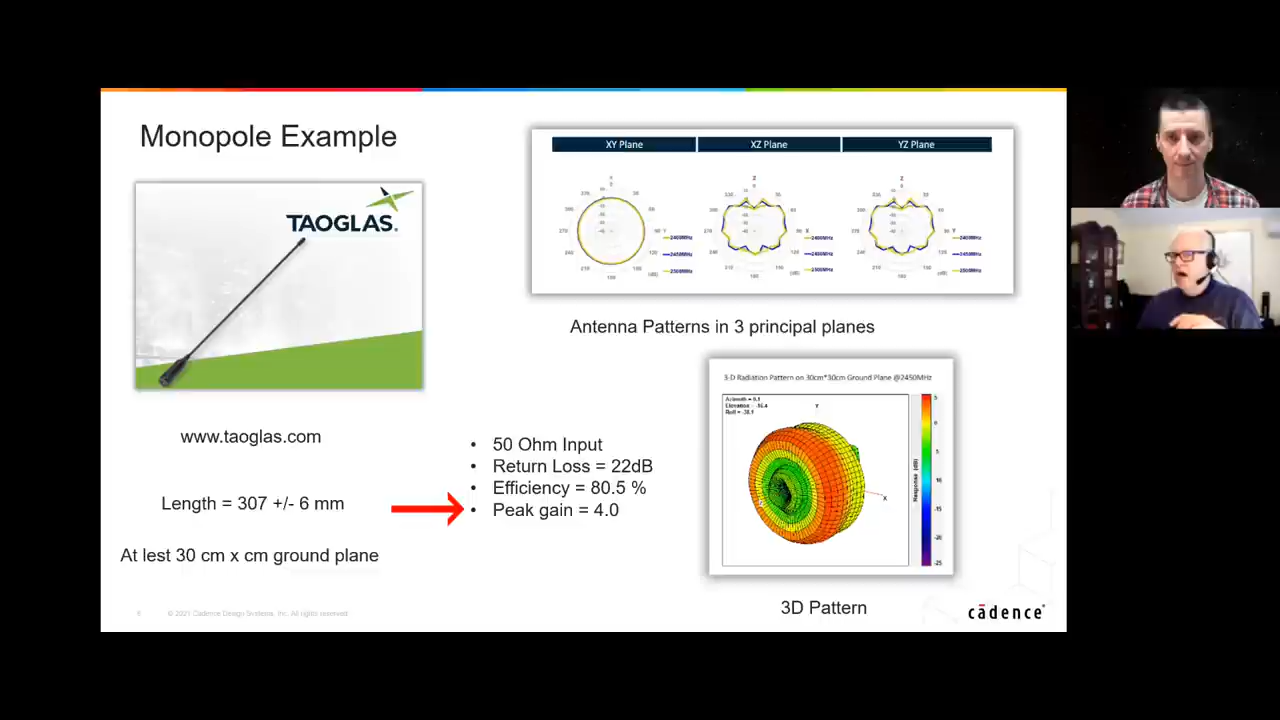 Monopole Example
TAOGLAS.
www.taoglas.com
Length = 307 +/- 6 mm
At lest 30 cm x cm ground plane
XY Plane
XZ Plane
YZ Plane
Antenna Patterns in 3 principal planes
• 50 Ohm Input
• Return Loss = 22dB
• Efficiency = 80.5 %
• Peak gain = 4.0
3-D Radiation Pattern on 30cm*30cm Ground Plane @2450MHz
Response (dB)
3D Pattern
© 2021 Cadence Design Systems, Inc. All rights reserved.
cādence